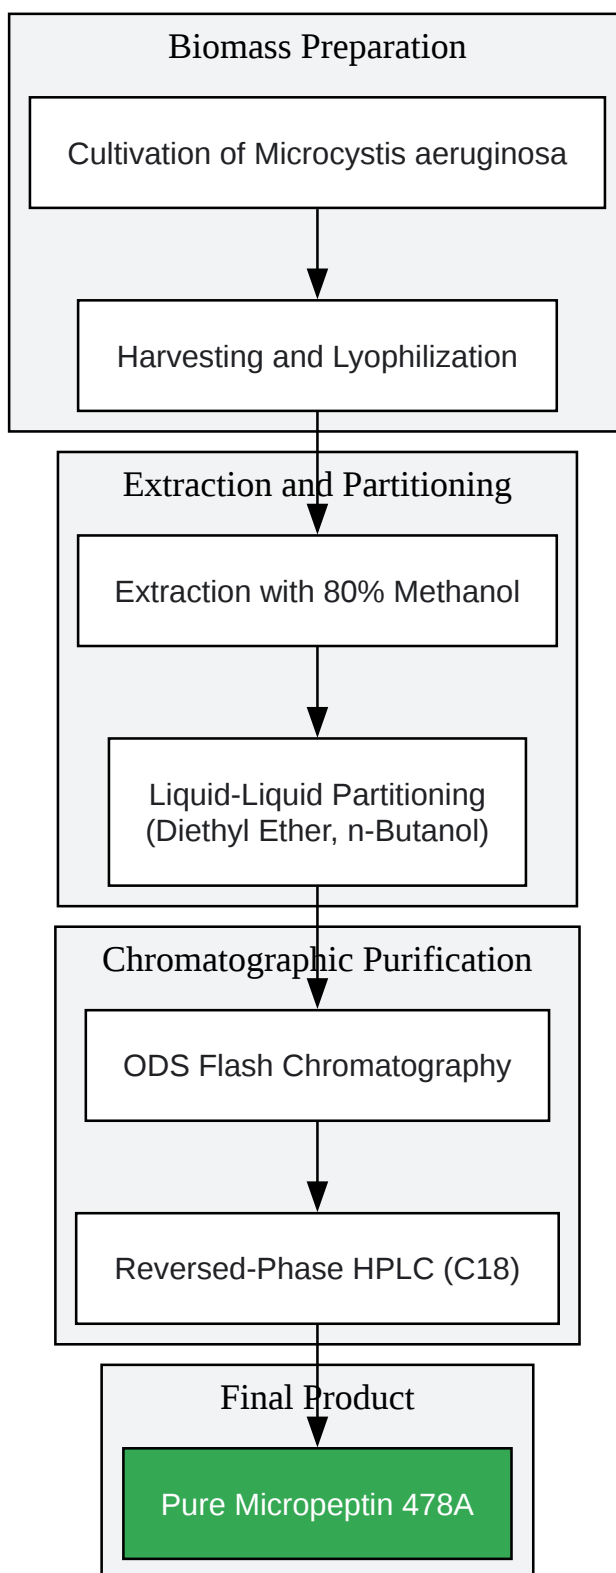 Biomass Preparation
Cultivation of Microcystis aeruginosa
Harvesting and Lyophilization
Extraction and Partitioning
Extraction with 80% Methanol
Liquid-Liquid Partitioning
(Diethyl Ether, n-Butanol)
Chromatographic Purification
ODS Flash Chromatography
Reversed-Phase HPLC (C18)
Final Product
Pure Micropeptin 478A